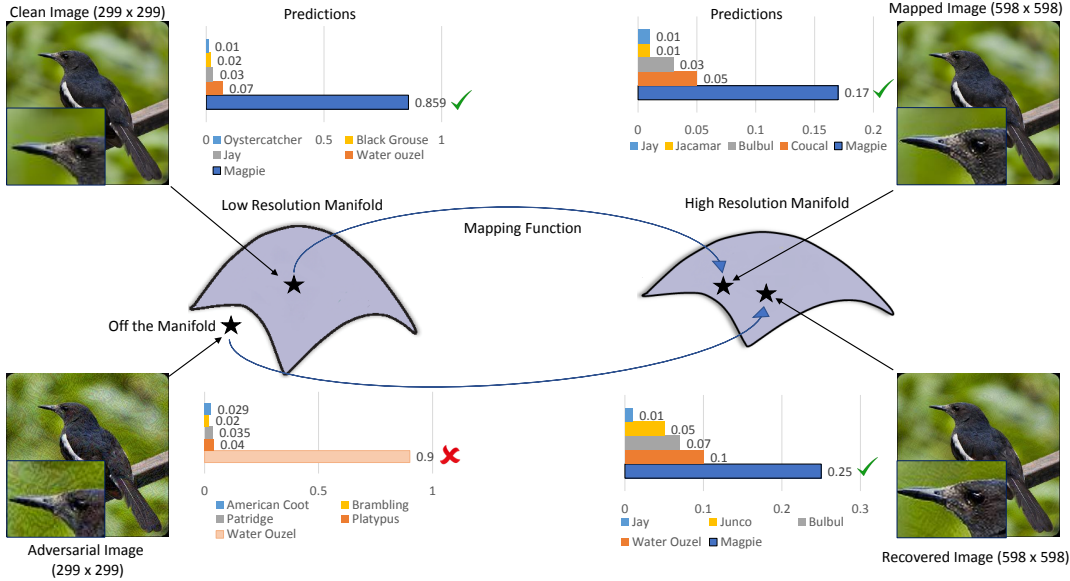 Clean Image (299 x 299)
Predictions
0.01
0.02
0.03
0.07
0.859
0 0.5 1
Oystercatcher Black Grouse
Jay Water ouzel
Magpie
Predictions
Mapped Image (598 x 598)
0.01
0.01
0.03
0.05
0.17
0 0.05 0.1 0.15 0.2
Jay Jacamar Bulbul Coucal Magpie
Low Resolution Manifold
High Resolution Manifold
Mapping Function
Off the Manifold
0.029
0.02
0.035
0.04
0.9
0 0.5 1
American Coot Brambling
Patridge Platypus
Water Ouzel
Adversarial Image
(299 x 299)
0.01
0.05
0.07
0.1
0.25
0 0.1 0.2 0.3
Jay Junco Bulbul
Water Ouzel Magpie
Recovered Image (598 x 598)